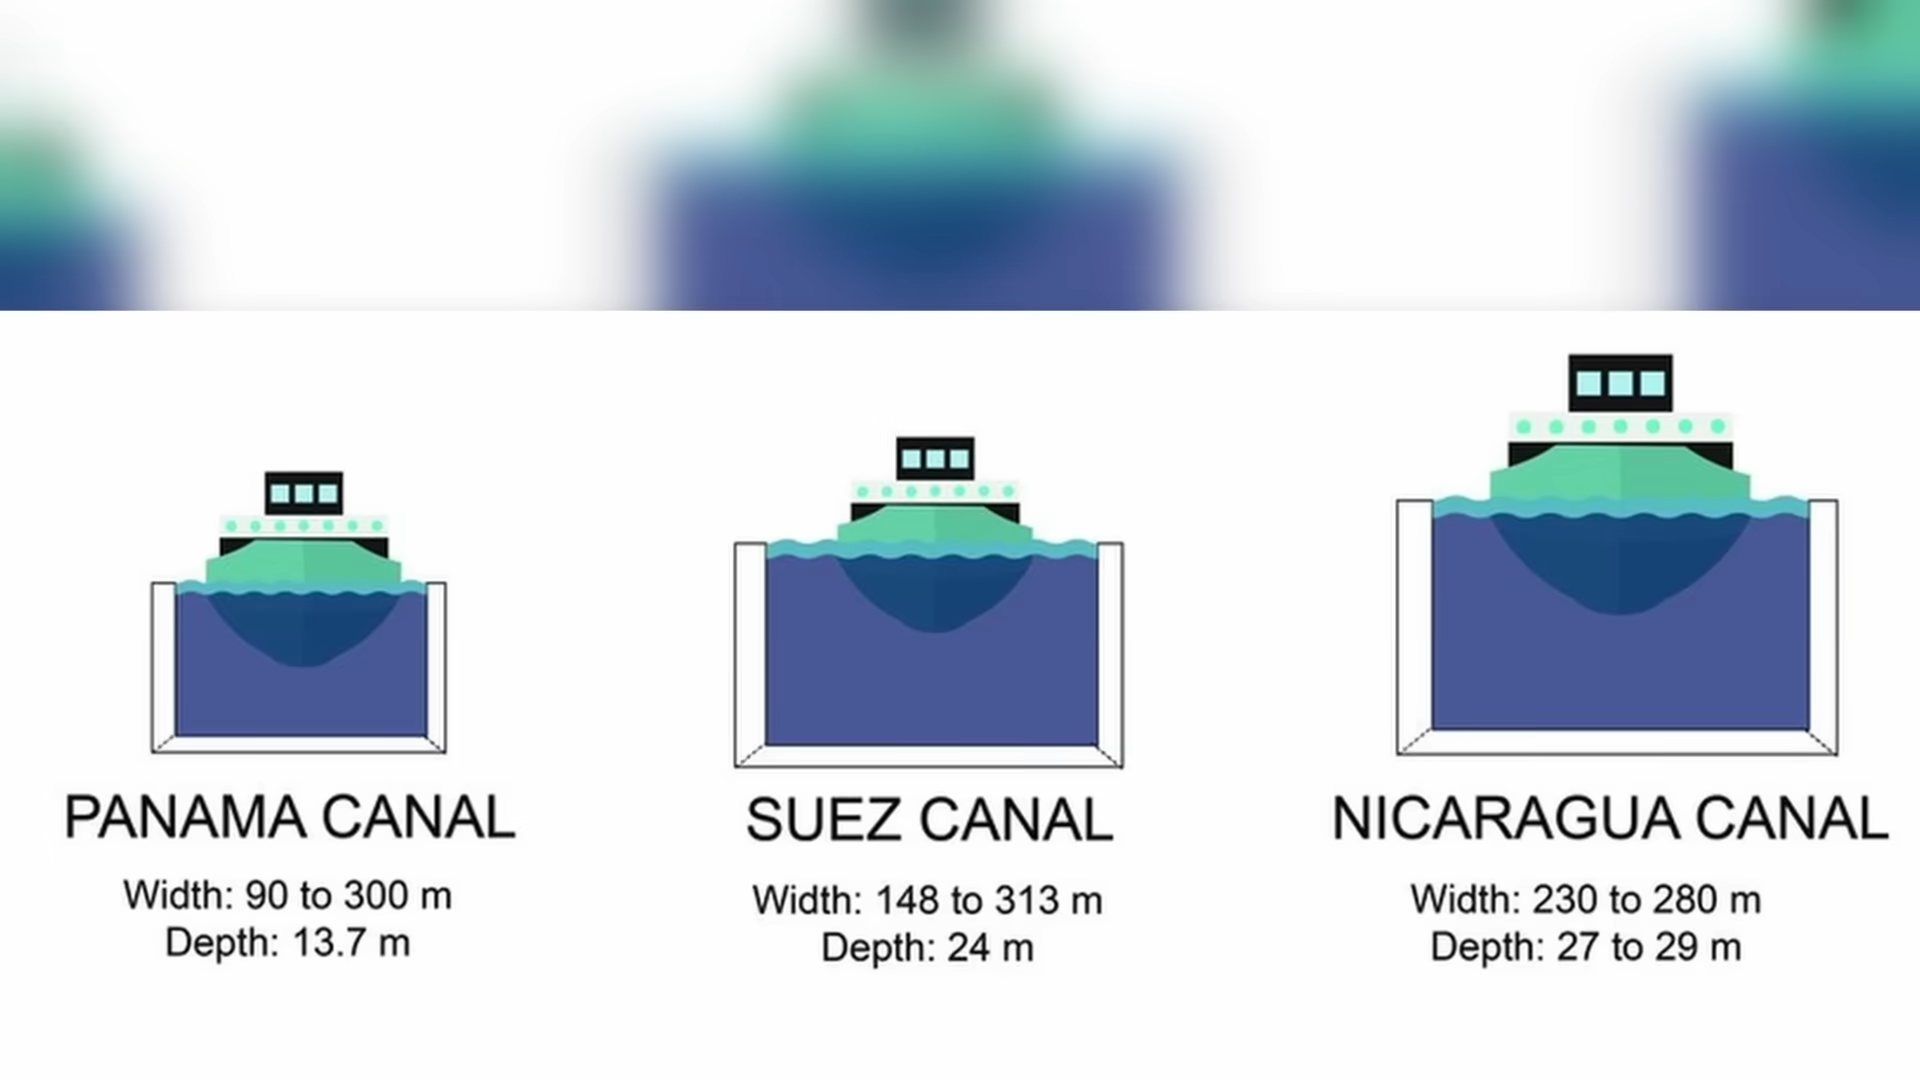 PANAMA CANAL
Width: 90 to 300 m
Depth: 13.7 m
SUEZ CANAL
Width: 148 to 313 m
Depth: 24 m
NICARAGUA CANAL
Width: 230 to 280 m
Depth: 27 to 29 m